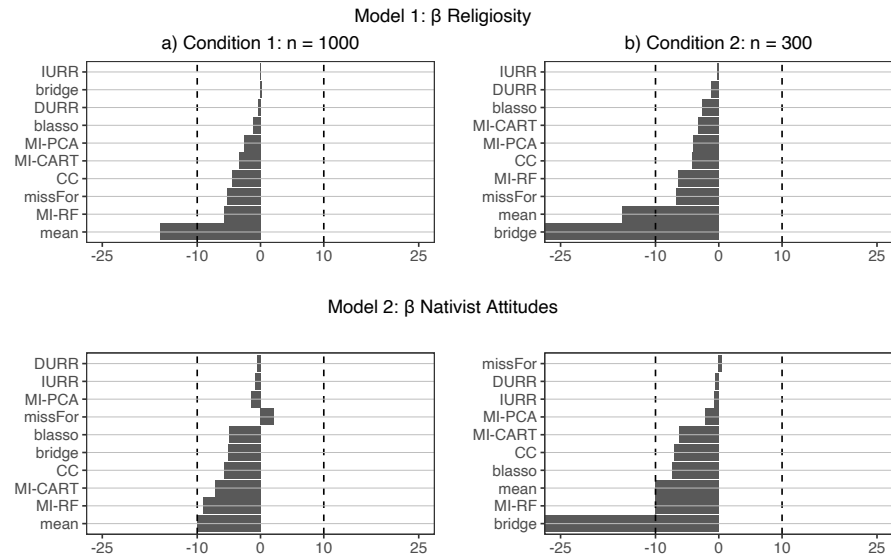 Model 1: β Religiosity
a) Condition 1: n = 1000
IURR
bridge
DURR
blasso
MI-PCA
MI-CART
CC
missFor
MI-RF
mean
-25 -10 0 10 25
b) Condition 2: n = 300
IURR
DURR
blasso
MI-CART
MI-PCA
CC
MI-RF
missFor
mean
bridge
-25 -10 0 10 25
Model 2: β Nativist Attitudes
DURR
IURR
MI-PCA
missFor
blasso
bridge
CC
MI-CART
MI-RF
mean
-25 -10 0 10 25
missFor
DURR
IURR
MI-PCA
MI-CART
CC
blasso
mean
MI-RF
bridge
-25 -10 0 10 25